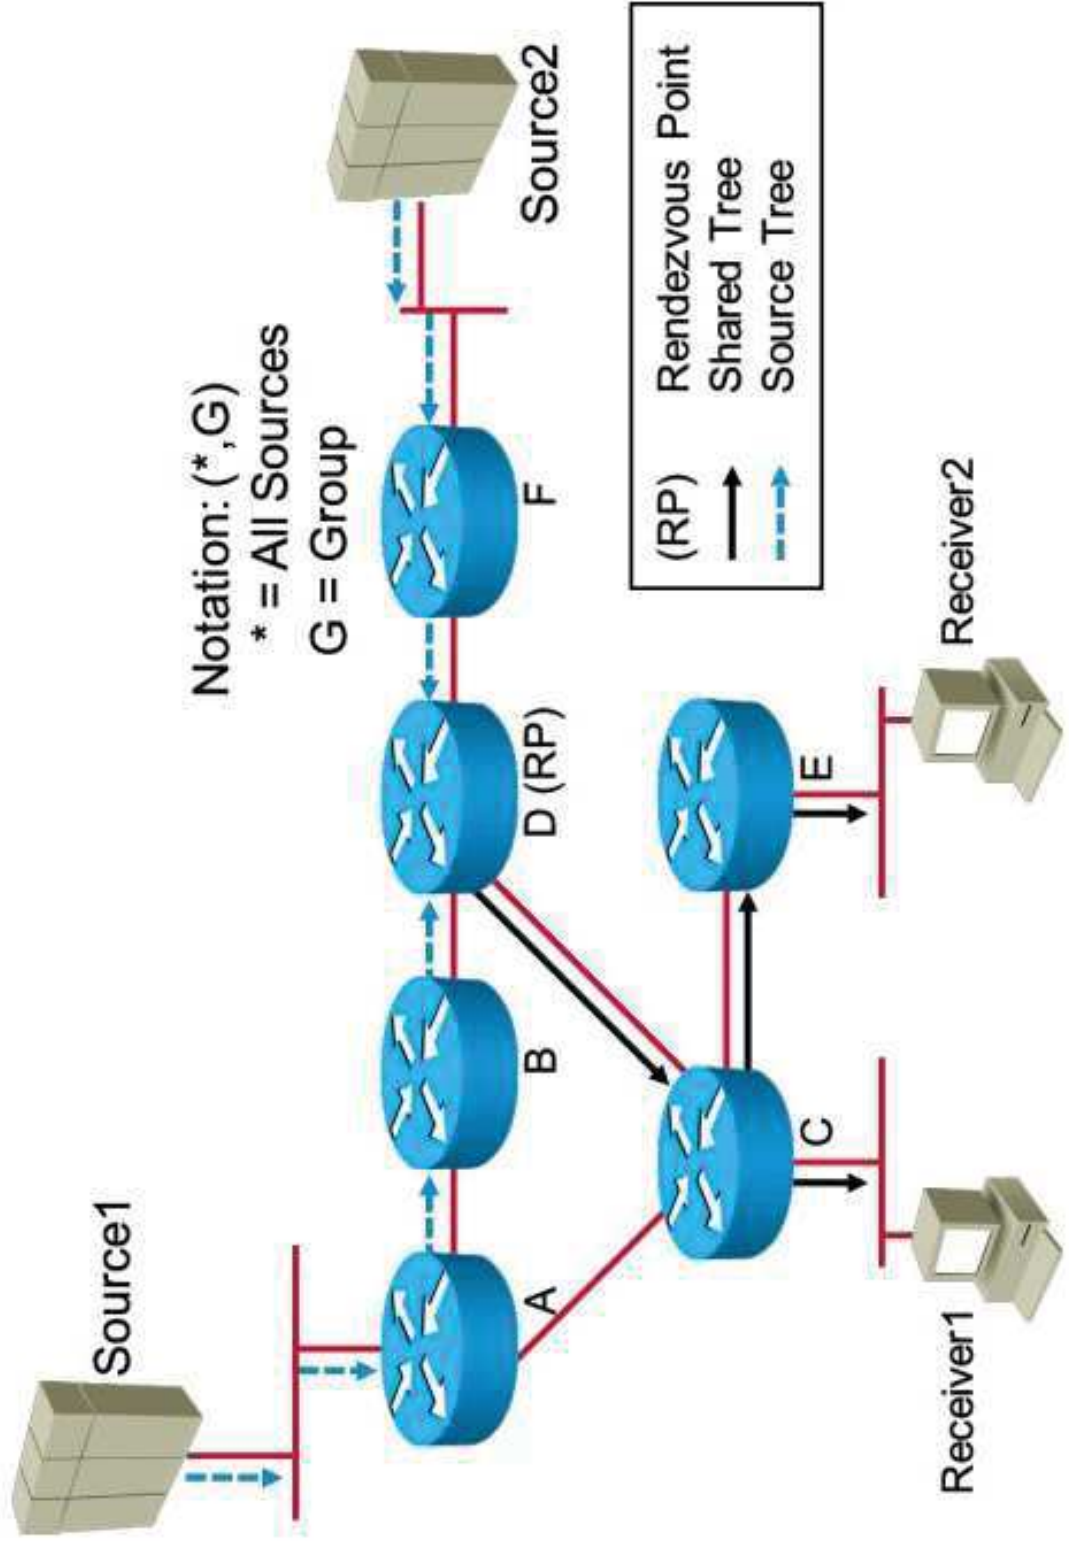 Source1
Notation: (*,G)
* = All Sources
G = Group
Source2
A
B
D (RP)
F
C
E
(RP) Rendezvous Point
Shared Tree
Source Tree
Receiver1
Receiver2